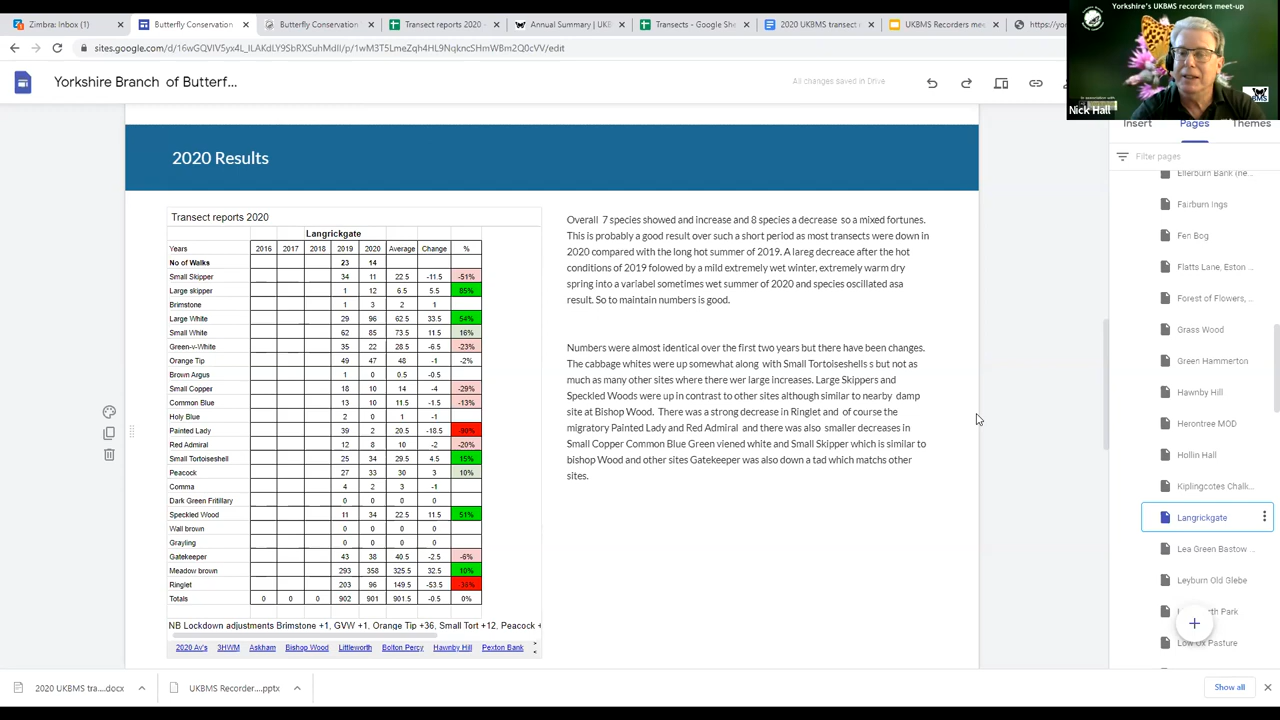 Zimbra: Inbox (1)
Butterfly Conservation
Butterfly Conservation
Transect reports 2020 -
Annual Summary | UKB
Transects - Google She
2020 UKBMS transect r
UKBMS Recorders meet
https://yo
sites.google.com/d/16wGQVIV5yx4L_ILAKdLY9SbRXSuhMdII/p/1wM3T5LmeZqh4HL9NqkncSHmWBm2Q0cVV/edit
Yorkshire's UKBMS recorders meet-up
Nick Hall
Yorkshire Branch of Butterf...
All changes saved in Drive
Insert
Pages
Themes
Filter pages
2020 Results
Transect reports 2020
Langrickgate
Years 2016 2017 2018 2019 2020 Average Change %
No of Walks 23 14
Small Skipper 34 11 22.5 -11.5 -51%
Large skipper 1 12 6.5 5.5 85%
Brimstone 1 3 2 1
Large White 29 96 62.5 33.5 54%
Small White 62 85 73.5 11.5 16%
Green-v-White 35 22 28.5 -6.5 -23%
Orange Tip 49 47 48 -1 -2%
Brown Argus 1 0 0.5 -0.5
Small Copper 18 10 14 -4 -29%
Common Blue 13 10 11.5 -1.5 -13%
Holly Blue 2 0 1 -1
Painted Lady 39 2 20.5 -18.5 -90%
Red Admiral 12 8 10 -2 -20%
Small Tortoiseshell 25 34 29.5 4.5 15%
Peacock 27 33 30 3 10%
Comma 4 2 3 -1
Dark Green Fritillary 0 0 0 0
Speckled Wood 11 34 22.5 11.5 51%
Wall brown 0 0 0 0
Grayling 0 0 0 0
Gatekeeper 43 38 40.5 -2.5 -6%
Meadow brown 293 358 325.5 32.5 10%
Ringlet 203 96 149.5 -53.5 -36%
Totals 0 0 0 902 901 901.5 -0.5 0%
NB Lockdown adjustments Brimstone +1, GVW +1. Orange Tip +36, Small Tort +12, Peacock +
2020 Av's 3HWM Askham Bishop Wood Littleworth Bolton Percy Hawnby Hill Pexton Bank
Overall 7 species showed and increase and 8 species a decrease so a mixed fortunes.
This is probably a good result over such a short period as most transects were down in
2020 compared with the long hot summer of 2019. A lareg decreace after the hot
conditions of 2019 folowed by a mild extremely wet winter, extremely warm dry
spring into a variabel sometimes wet summer of 2020 and species oscillated asa
result. So to maintain numbers is good.
Numbers were almost identical over the first two years but there have been changes.
The cabbage whites were up somewhat along with Small Tortoiseshell s but not as
much as many other sites where there wer large increases. Large Skippers and
Speckled Woods were up in contrast to other sites although similar to nearby damp
site at Bishop Wood. There was a strong decrease in Ringlet and of course the
migratory Painted Lady and Red Admiral and there was also smaller decreases in
Small Copper Common Blue Green viened white and Small Skipper which is similar to
bishop Wood and other sites Gatekeeper was also down a tad which matchs other
sites.
Ellerburn Bank (ne...
Fairburn Ings
Fen Bog
Flatts Lane, Eston ...
Forest of Flowers, ...
Grass Wood
Green Hammerton
Hawnby Hill
Herontree MOD
Hollin Hall
Kiplingcotes Chalk...
Langrickgate
Lea Green Bastow ...
Leyburn Old Glebe
Park
Low Ox Pasture
2020 UKBMS tra....docx
UKBMS Recorder....pptx
Show all